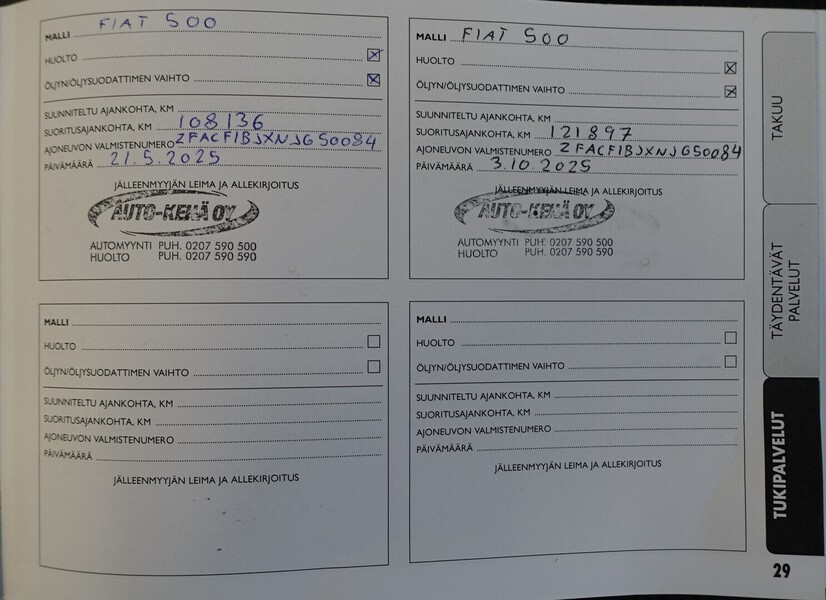 MALLI FIAT 500
HUOLTO ☒
ÖLJYN/ÖLJYSUODATTIMEN VAIHTO ☒
SUUNNITELTU AJANKOHTA, KM
SUORITUSAJANKOHTA, KM 108136
AJONEUVON VALMISTENUMERO ZFACF1BJXNJG50084
PÄIVÄMÄÄRÄ 21.5.2025
JÄLLEENMYYJÄN LEIMA JA ALLEKIRJOITUS
AUTO-KEHÄ OY
AUTOMYYNTI PUH. 0207 590 500
HUOLTO PUH. 0207 590 590
MALLI FIAT 500
HUOLTO ☒
ÖLJYN/ÖLJYSUODATTIMEN VAIHTO ☒
SUUNNITELTU AJANKOHTA, KM
SUORITUSAJANKOHTA, KM 121897
AJONEUVON VALMISTENUMERO ZFACF1BJXNJG50084
PÄIVÄMÄÄRÄ 3.10.2025
JÄLLEENMYYJÄN LEIMA JA ALLEKIRJOITUS
AUTO-KEHÄ OY
AUTOMYYNTI PUH. 0207 590 500
HUOLTO PUH. 0207 590 590
MALLI
HUOLTO ☐
ÖLJYN/ÖLJYSUODATTIMEN VAIHTO ☐
SUUNNITELTU AJANKOHTA, KM
SUORITUSAJANKOHTA, KM
AJONEUVON VALMISTENUMERO
PÄIVÄMÄÄRÄ
JÄLLEENMYYJÄN LEIMA JA ALLEKIRJOITUS
MALLI
HUOLTO ☐
ÖLJYN/ÖLJYSUODATTIMEN VAIHTO ☐
SUUNNITELTU AJANKOHTA, KM
SUORITUSAJANKOHTA, KM
AJONEUVON VALMISTENUMERO
PÄIVÄMÄÄRÄ
JÄLLEENMYYJÄN LEIMA JA ALLEKIRJOITUS
TAKUU
TÄYDENTÄVÄT
PALVELUT
TUKIPALVELUT
29